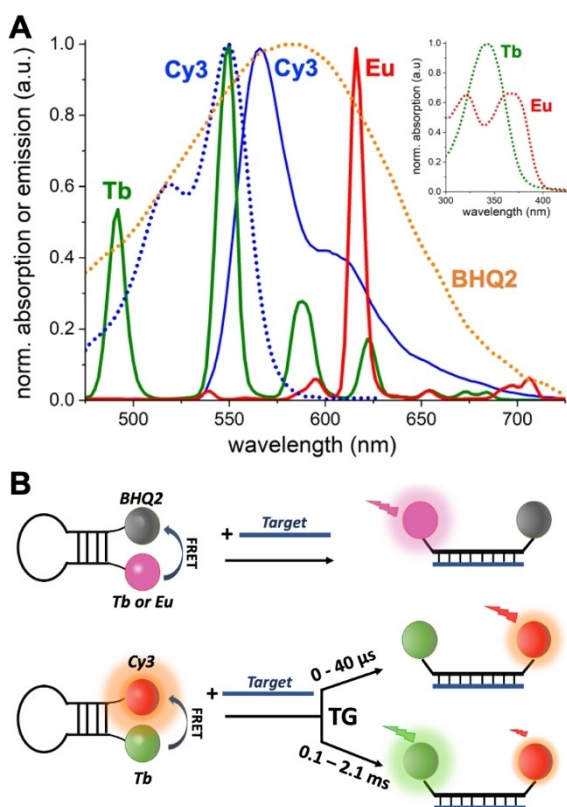 A
norm. absorption or emission (a.u.)
1.0
0.8
0.6
0.4
0.2
0.0
Tb
Cy3
Cy3
Eu
BHQ2
500
550
600
650
700
wavelength (nm)
norm. absorption (a.u.)
1.0
0.8
0.6
0.4
0.2
0.0
Tb
Eu
300
350
400
wavelength (nm)
B
BHQ2
FRET
Tb or Eu
+ Target
Cy3
FRET
Tb
+ Target
TG
0 - 40 µs
0.1 – 2.1 ms